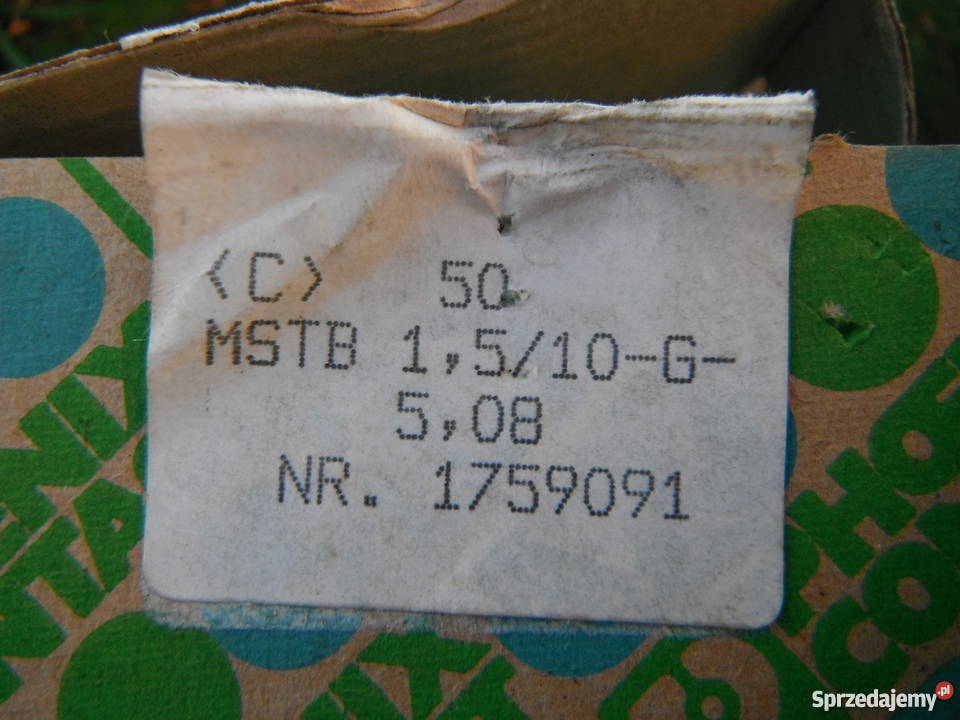 <C> 50
MSTB 1,5/10-G-
5,08
NR. 1759091
Sprzedajemy.pl